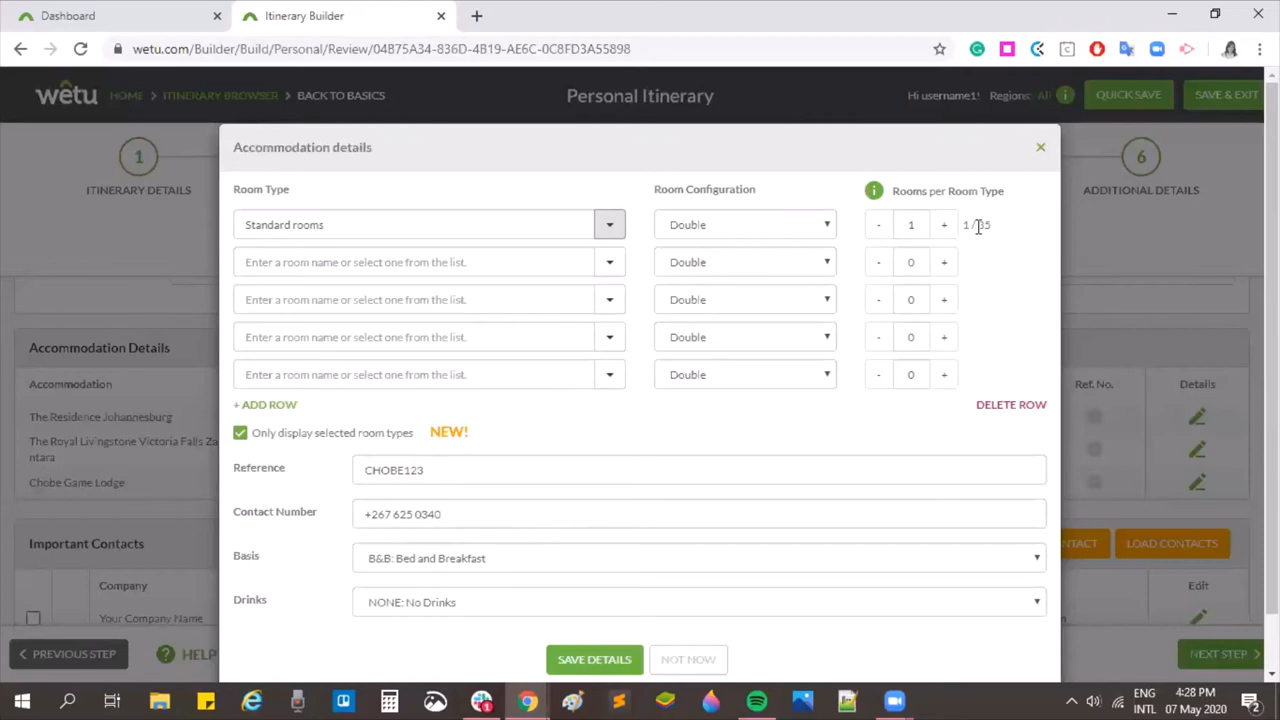 Dashboard
Itinerary Builder
wetu.com/Builder/Build/Personal/Review/04B75A34-836D-4B19-AE6C-0C8FD3A55898
wetu HOME > ITINERARY BROWSER > BACK TO BASICS
Personal Itinerary
Hi username1! Regions: All i QUICK SAVE SAVE & EXIT
1
ITINERARY DETAILS
6
ADDITIONAL DETAILS
Accommodation details
Room Type Room Configuration i Rooms per Room Type
Standard rooms Double - 1 + 1 / 35
Enter a room name or select one from the list. Double - 0 +
Enter a room name or select one from the list. Double - 0 +
Enter a room name or select one from the list. Double - 0 +
Enter a room name or select one from the list. Double - 0 +
+ ADD ROW DELETE ROW
Only display selected room types NEW!
Reference CHOBE123
Contact Number +267 625 0340
Basis B&B: Bed and Breakfast
Drinks NONE: No Drinks
SAVE DETAILS NOT NOW
Accommodation Details
Accommodation Ref. No. Details
The Residence Johannesburg
The Royal Livingstone Victoria Falls Za
ntara
Chobe Game Lodge
Important Contacts
NTACT LOAD CONTACTS
Company Edit
Your Company Name
PREVIOUS STEP ? HELP NEXT STEP
ENG
INTL
4:28 PM
07 May 2020
2